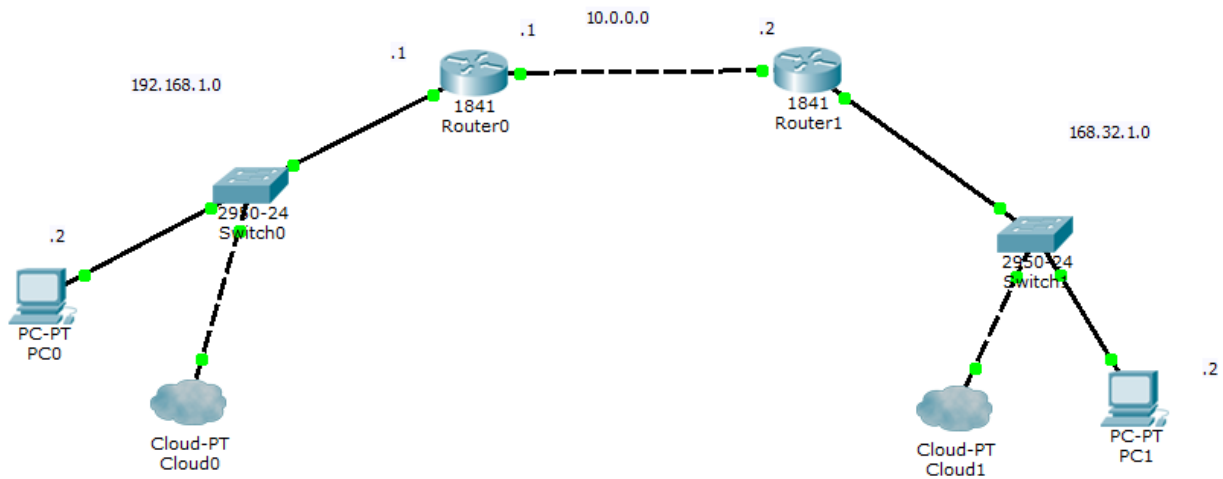 10.0.0.0
.1
.2
.1
192.168.1.0
1841
Router0
1841
Router1
168.32.1.0
2950-24
Switch0
.2
2950-24
Switch1
PC-PT
PC0
.2
Cloud-PT
Cloud0
Cloud-PT
Cloud1
PC-PT
PC1